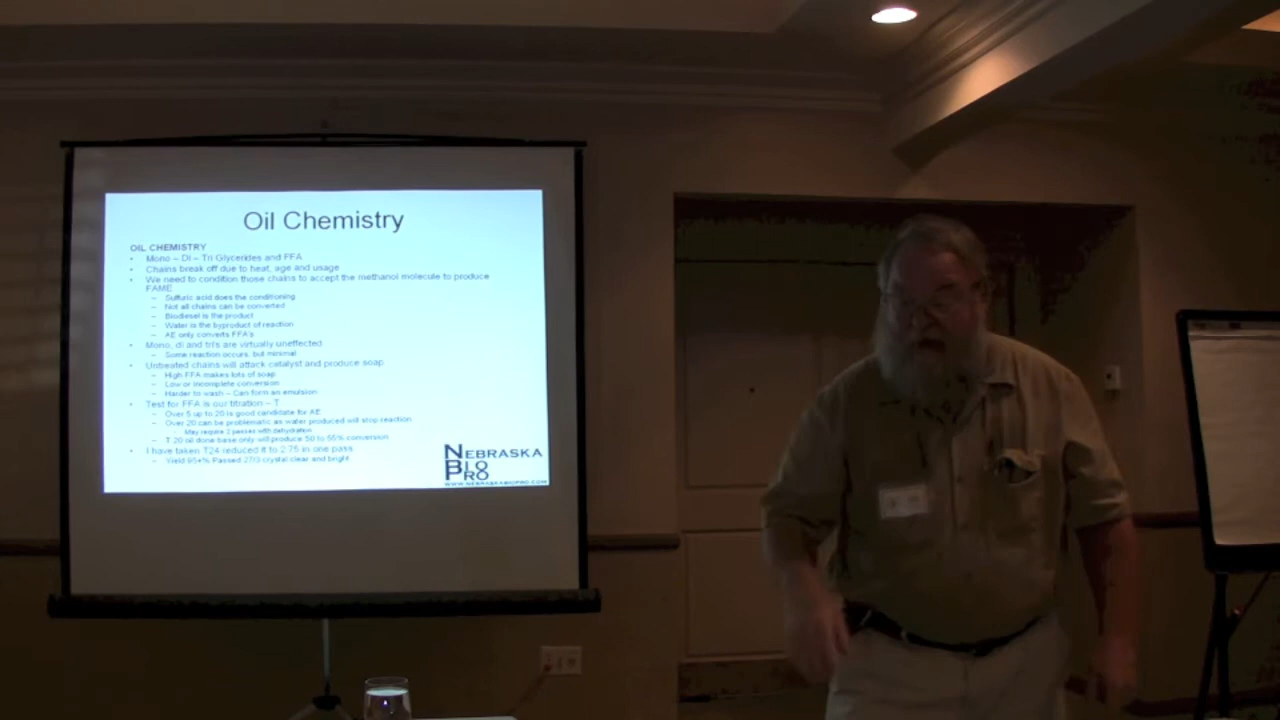 Oil Chemistry
OIL CHEMISTRY
• Mono – Di – Tri Glycerides and FFA
• Chains break off due to heat, age and usage
• We need to condition those chains to accept the methanol molecule to produce
FAME
– Sulfuric acid does the conditioning
– Not all chains can be converted
– Biodiesel is the product
– Water is the byproduct of reaction
– AE only converts FFA's
• Mono, di and tri's are virtually uneffected
– Some reaction occurs, but minimal
• Untreated chains will attack catalyst and produce soap
– High FFA makes lots of soap
– Low or incomplete conversion
– Harder to wash – Can form an emulsion
• Test for FFA is our titration – T
– Over 5 up to 20 is good candidate for AE
– Over 20 can be problematic as water produced will stop reaction
– May require 2 passes with dehydration
– T 20 oil done base only will produce 50 to 55% conversion
• I have taken T24 reduced it to 2.75 in one pass
– Yield 95+% Passed 27/3 crystal clear and bright
NEBRASKA
BIO
PRO
WWW.NEBRASKABIOPRO.COM